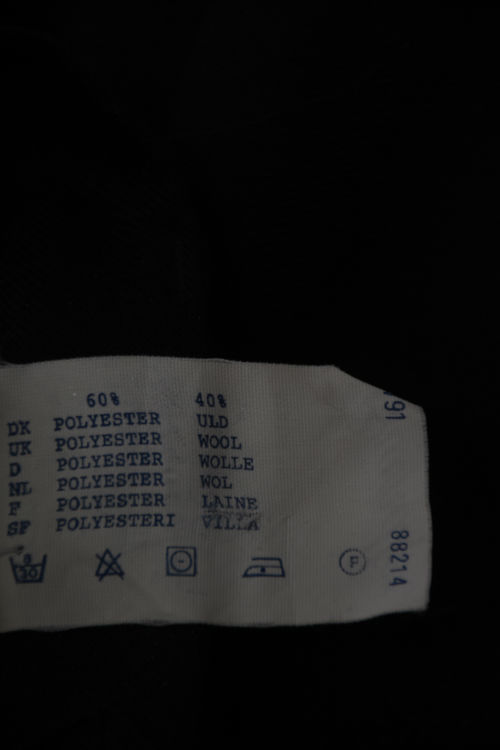 60% 40%
DK POLYESTER ULD
UK POLYESTER WOOL
D POLYESTER WOLLE
NL POLYESTER WOL
F POLYESTER LAINE
SF POLYESTERI VILLA
30
P
88214